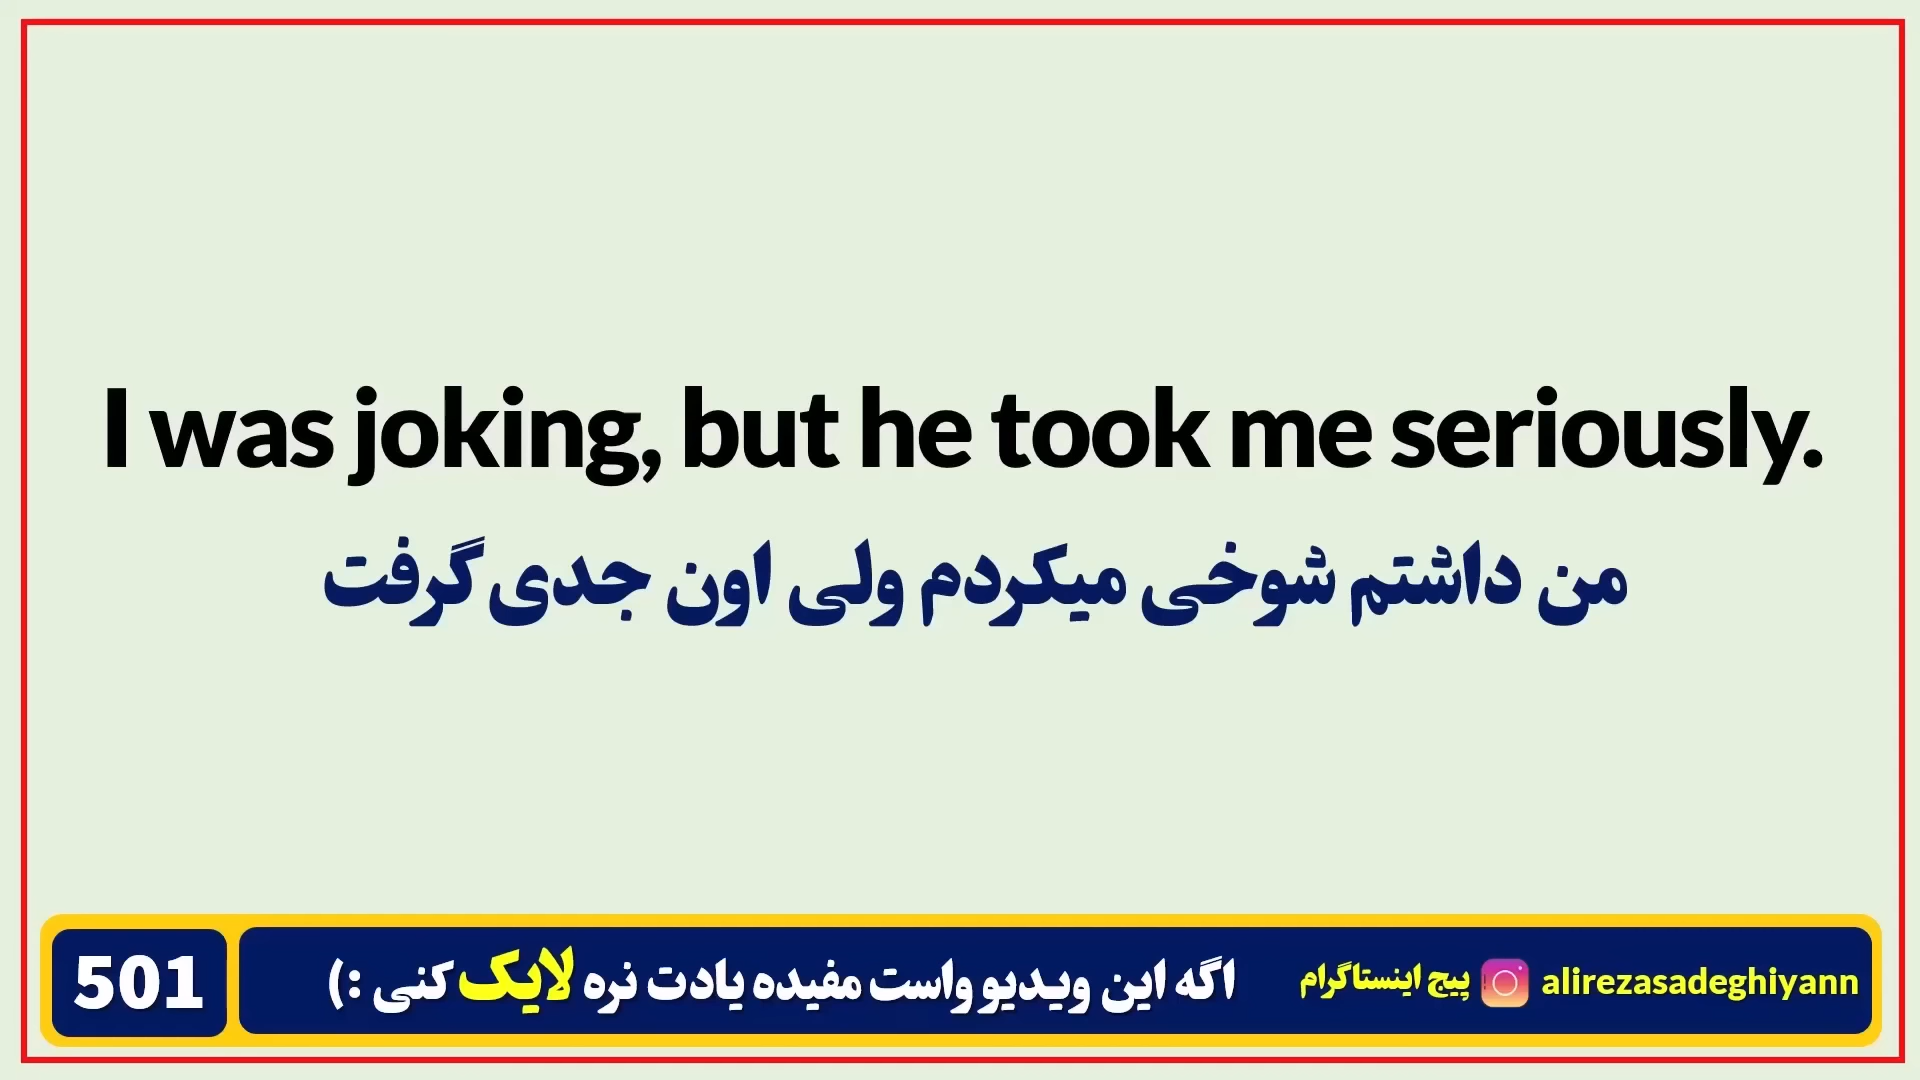 I was joking, but he took me seriously.
من داشتم شوخی میکردم ولی اون جدی گرفت
501
اگه این ویدیو واست مفیده یادت نره لایک کنی :)
پیج اینستاگرام alirezasadeghiyann